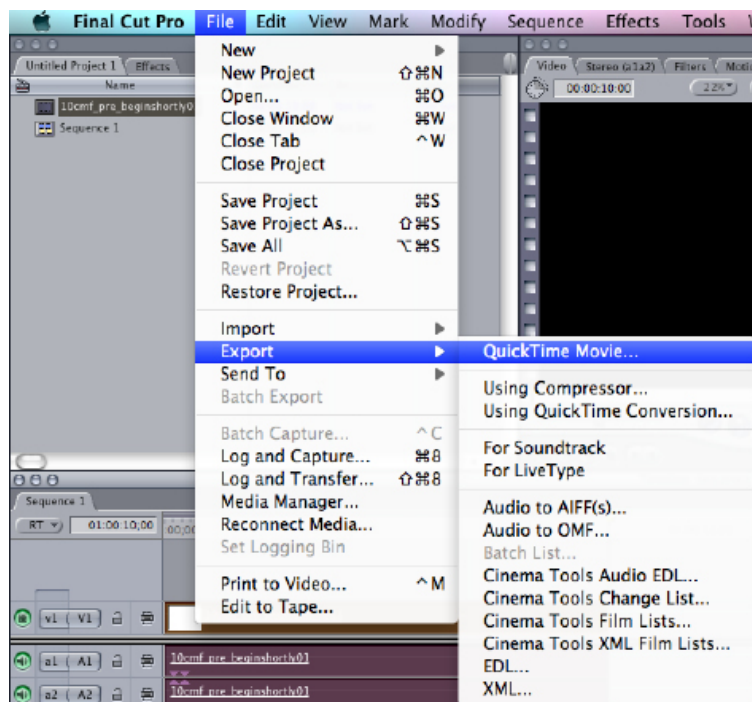 Final Cut Pro File Edit View Mark Modify Sequence Effects Tools
Untitled Project 1 Effects
Name
10cmf_pre_beginshortly0
Sequence 1
New
New Project ⇧⌘N
Open... ⌘O
Close Window ⌘W
Close Tab ^W
Close Project
Save Project ⌘S
Save Project As... ⇧⌘S
Save All ⌥⌘S
Revert Project
Restore Project...
Import
Export
Send To
Batch Export
Batch Capture... ^C
Log and Capture... ⌘8
Log and Transfer... ⇧⌘8
Media Manager...
Reconnect Media...
Set Logging Bin
Print to Video... ^M
Edit to Tape...
QuickTime Movie...
Using Compressor...
Using QuickTime Conversion...
For Soundtrack
For LiveType
Audio to AIFF(s)...
Audio to OMF...
Batch List...
Cinema Tools Audio EDL...
Cinema Tools Change List...
Cinema Tools Film Lists...
Cinema Tools XML Film Lists...
EDL...
XML...
Video Stereo (a1a2) Filters
00:00:10:00 22%
Sequence 1
RT 01:00:10;00
v1 V1
a1 A1 10cmf_pre_beginshortly01
a2 A2 10cmf_pre_beginshortly01